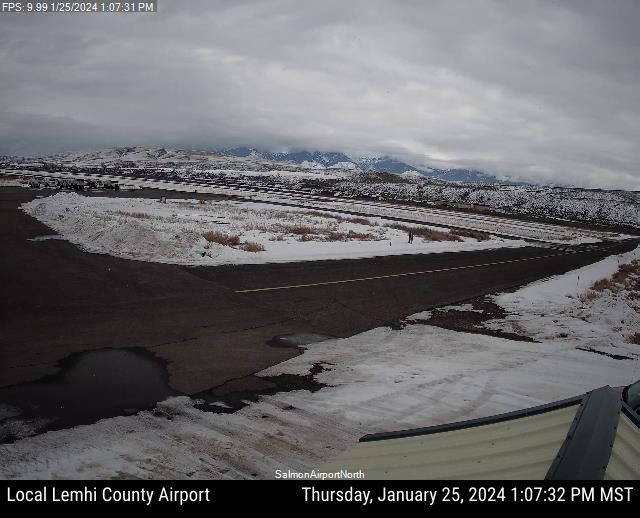 FPS: 9.99 1/25/2024 1:07:31 PM
SalmonAirportNorth
Local Lemhi County Airport Thursday, January 25, 2024 1:07:32 PM MST